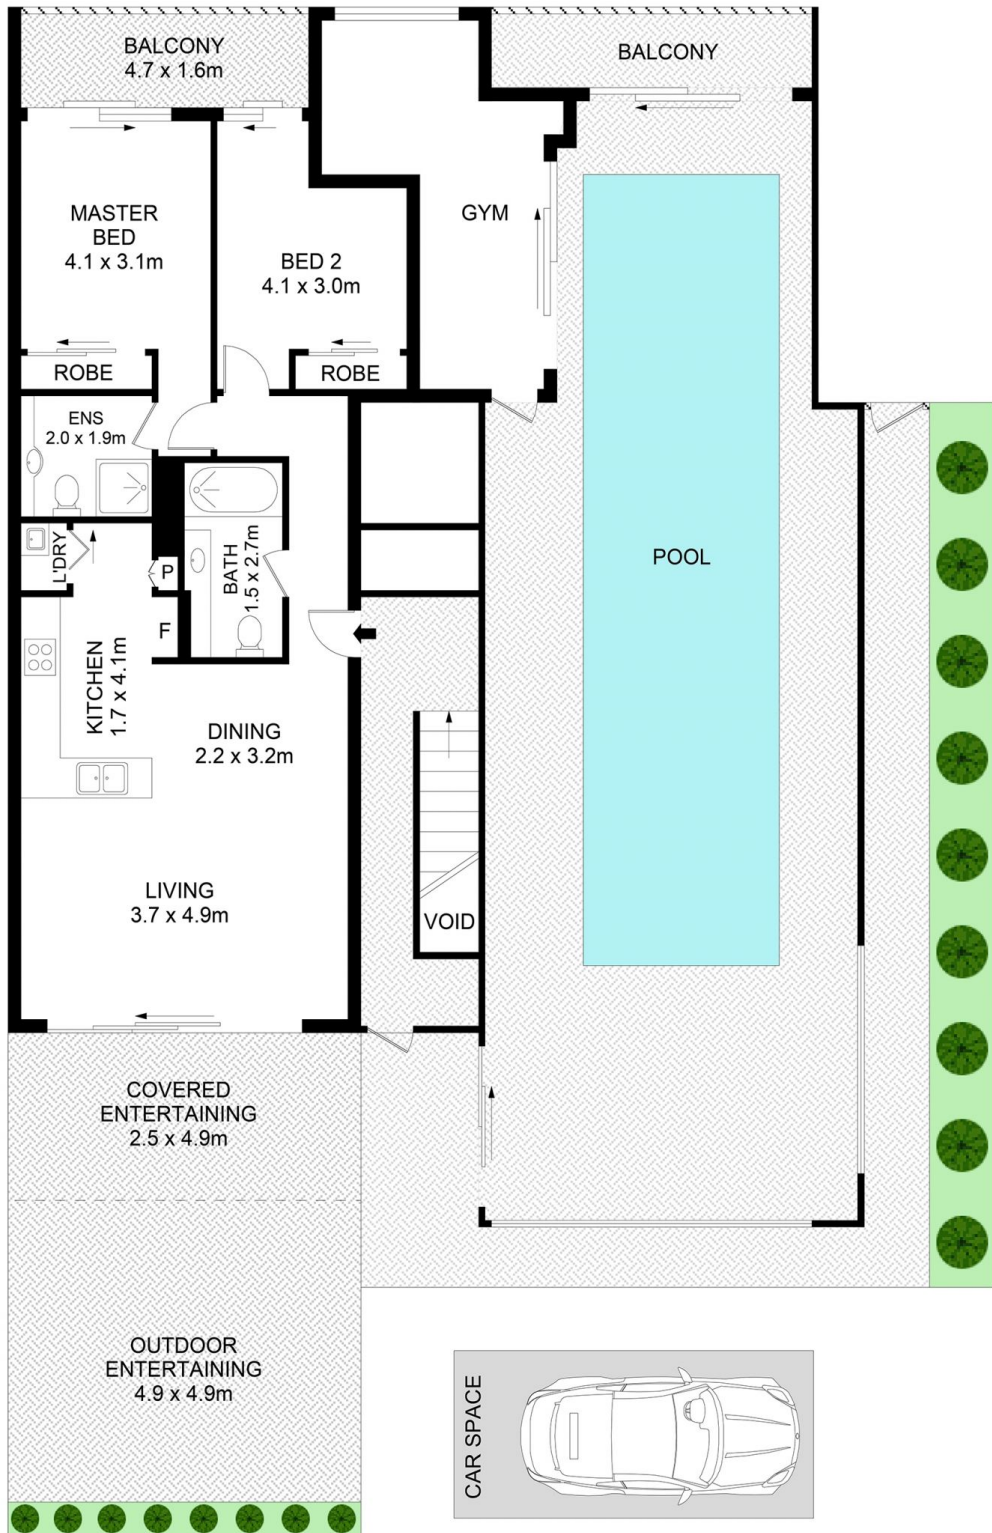 BALCONY
4.7 x 1.6m
BALCONY
MASTER
BED
4.1 x 3.1m
BED 2
4.1 x 3.0m
GYM
ROBE
ROBE
ENS
2.0 x 1.9m
L'DRY
P
BATH
1.5 x 2.7m
POOL
F
KITCHEN
1.7 x 4.1m
DINING
2.2 x 3.2m
LIVING
3.7 x 4.9m
VOID
COVERED
ENTERTAINING
2.5 x 4.9m
OUTDOOR
ENTERTAINING
4.9 x 4.9m
CAR SPACE